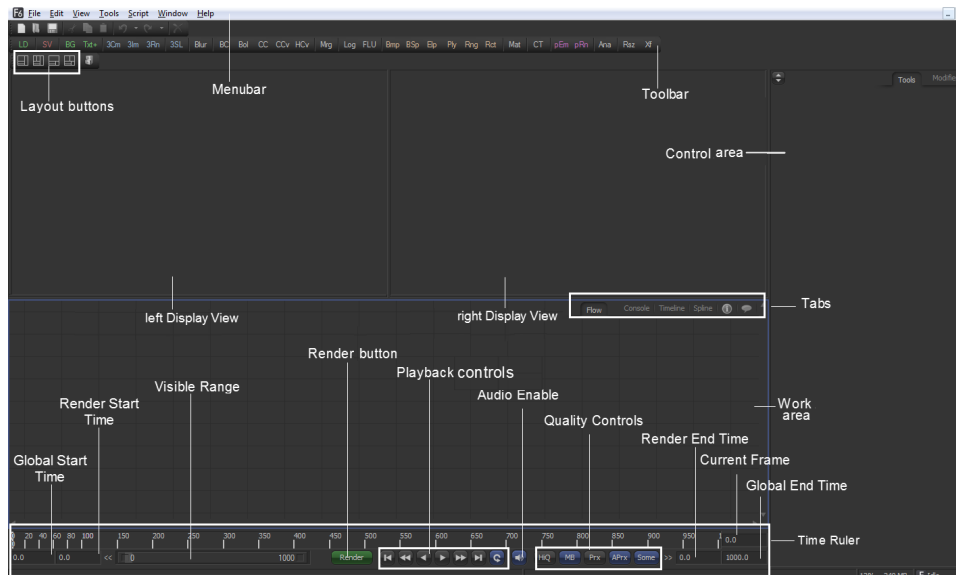 F6 File Edit View Tools Script Window Help
LD SV BG Txt+ 3Cm 3Im 3Rn 3SL Blur BC Bol CC CCv HCv Mrg Log FLU Bmp BSp Elp Ply Rng Rct Mat CT pEm pRn Ana Rsz Xf
Layout buttons
Menubar
Toolbar
Tools Modifie
Control area
left Display View
right Display View
Flow Console Timeline Spline
Tabs
Render button
Playback controls
Visible Range
Audio Enable
Render Start
Time
Quality Controls
Work
area
Render End Time
Global Start
Time
Current Frame
Global End Time
0 20 40 60 80 100 150 200 250 300 350 400 450 500 550 600 650 700 750 800 850 900 950 1 0.0
Time Ruler
0.0 0.0 << 0 1000 Render HiQ MB Prx APrx Some >> 0.0 1000.0